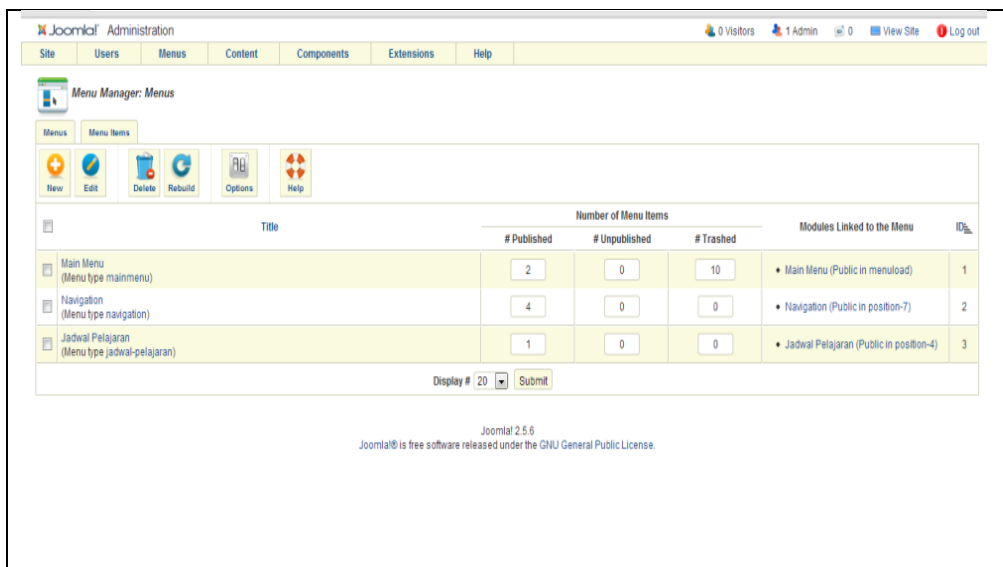 Joomla! Administration
0 Visitors 1 Admin 0 View Site Log out
Site Users Menus Content Components Extensions Help
Menu Manager: Menus
Menus Menu Items
New Edit Delete Rebuild Options Help
Title Number of Menu Items Modules Linked to the Menu ID
# Published # Unpublished # Trashed
Main Menu
(Menu type mainmenu)
2 0 10 • Main Menu (Public in menuload) 1
Navigation
(Menu type navigation)
4 0 0 • Navigation (Public in position-7) 2
Jadwal Pelajaran
(Menu type jadwal-pelajaran)
1 0 0 • Jadwal Pelajaran (Public in position-4) 3
Display # 20 Submit
Joomla! 2.5.6
Joomla!® is free software released under the GNU General Public License.